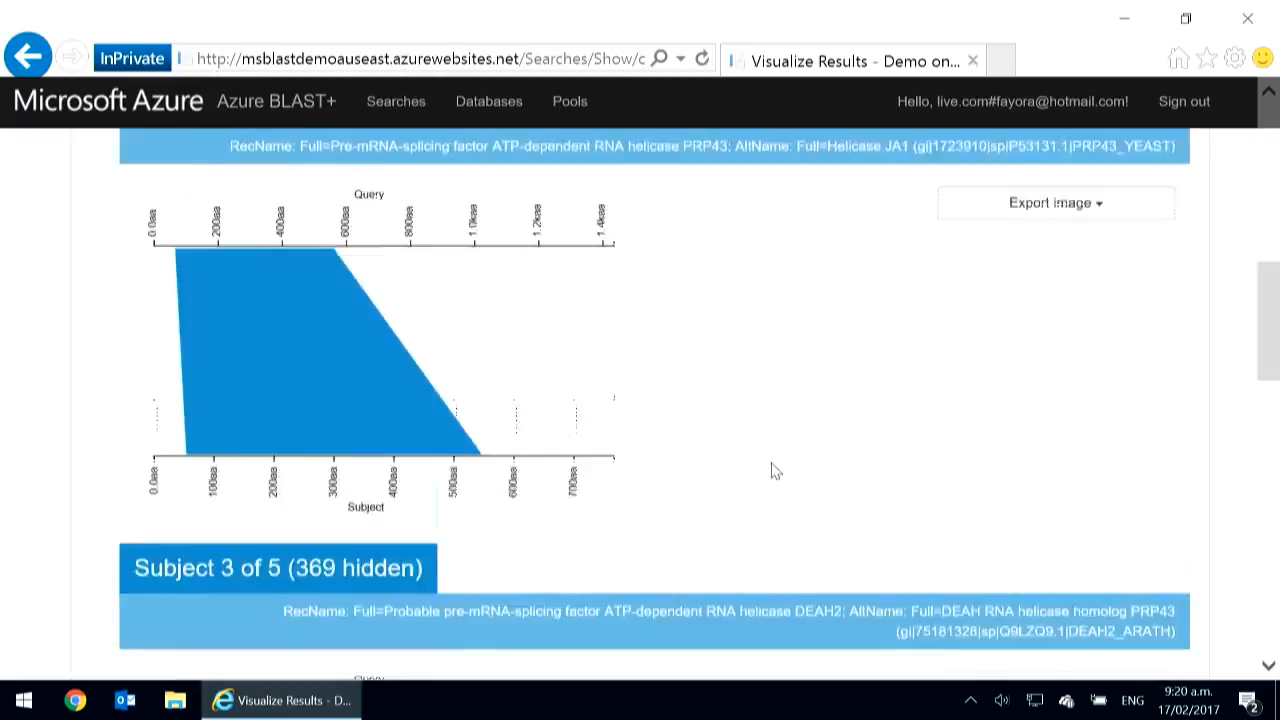 InPrivate
http://msblastdemoauseast.azurewebsites.net/Searches/Show/c
Visualize Results - Demo on...
Microsoft Azure
Azure BLAST+
Searches
Databases
Pools
Hello, live.com#fayora@hotmail.com!
Sign out
RecName: Full=Pre-mRNA-splicing factor ATP-dependent RNA helicase PRP43; AltName: Full=Helicase JA1 (gi|1723910|sp|P53131.1|PRP43_YEAST)
Export image
Query
0.0aa
200aa
400aa
600aa
800aa
1.0kaa
1.2kaa
1.4kaa
0.0aa
100aa
200aa
300aa
400aa
500aa
600aa
700aa
Subject
Subject 3 of 5 (369 hidden)
RecName: Full=Probable pre-mRNA-splicing factor ATP-dependent RNA helicase DEAH2; AltName: Full=DEAH RNA helicase homolog PRP43
(gi|75181328|sp|Q9LZQ9.1|DEAH2_ARATH)
Query
Visualize Results - D...
ENG
9:20 a.m.
17/02/2017
2